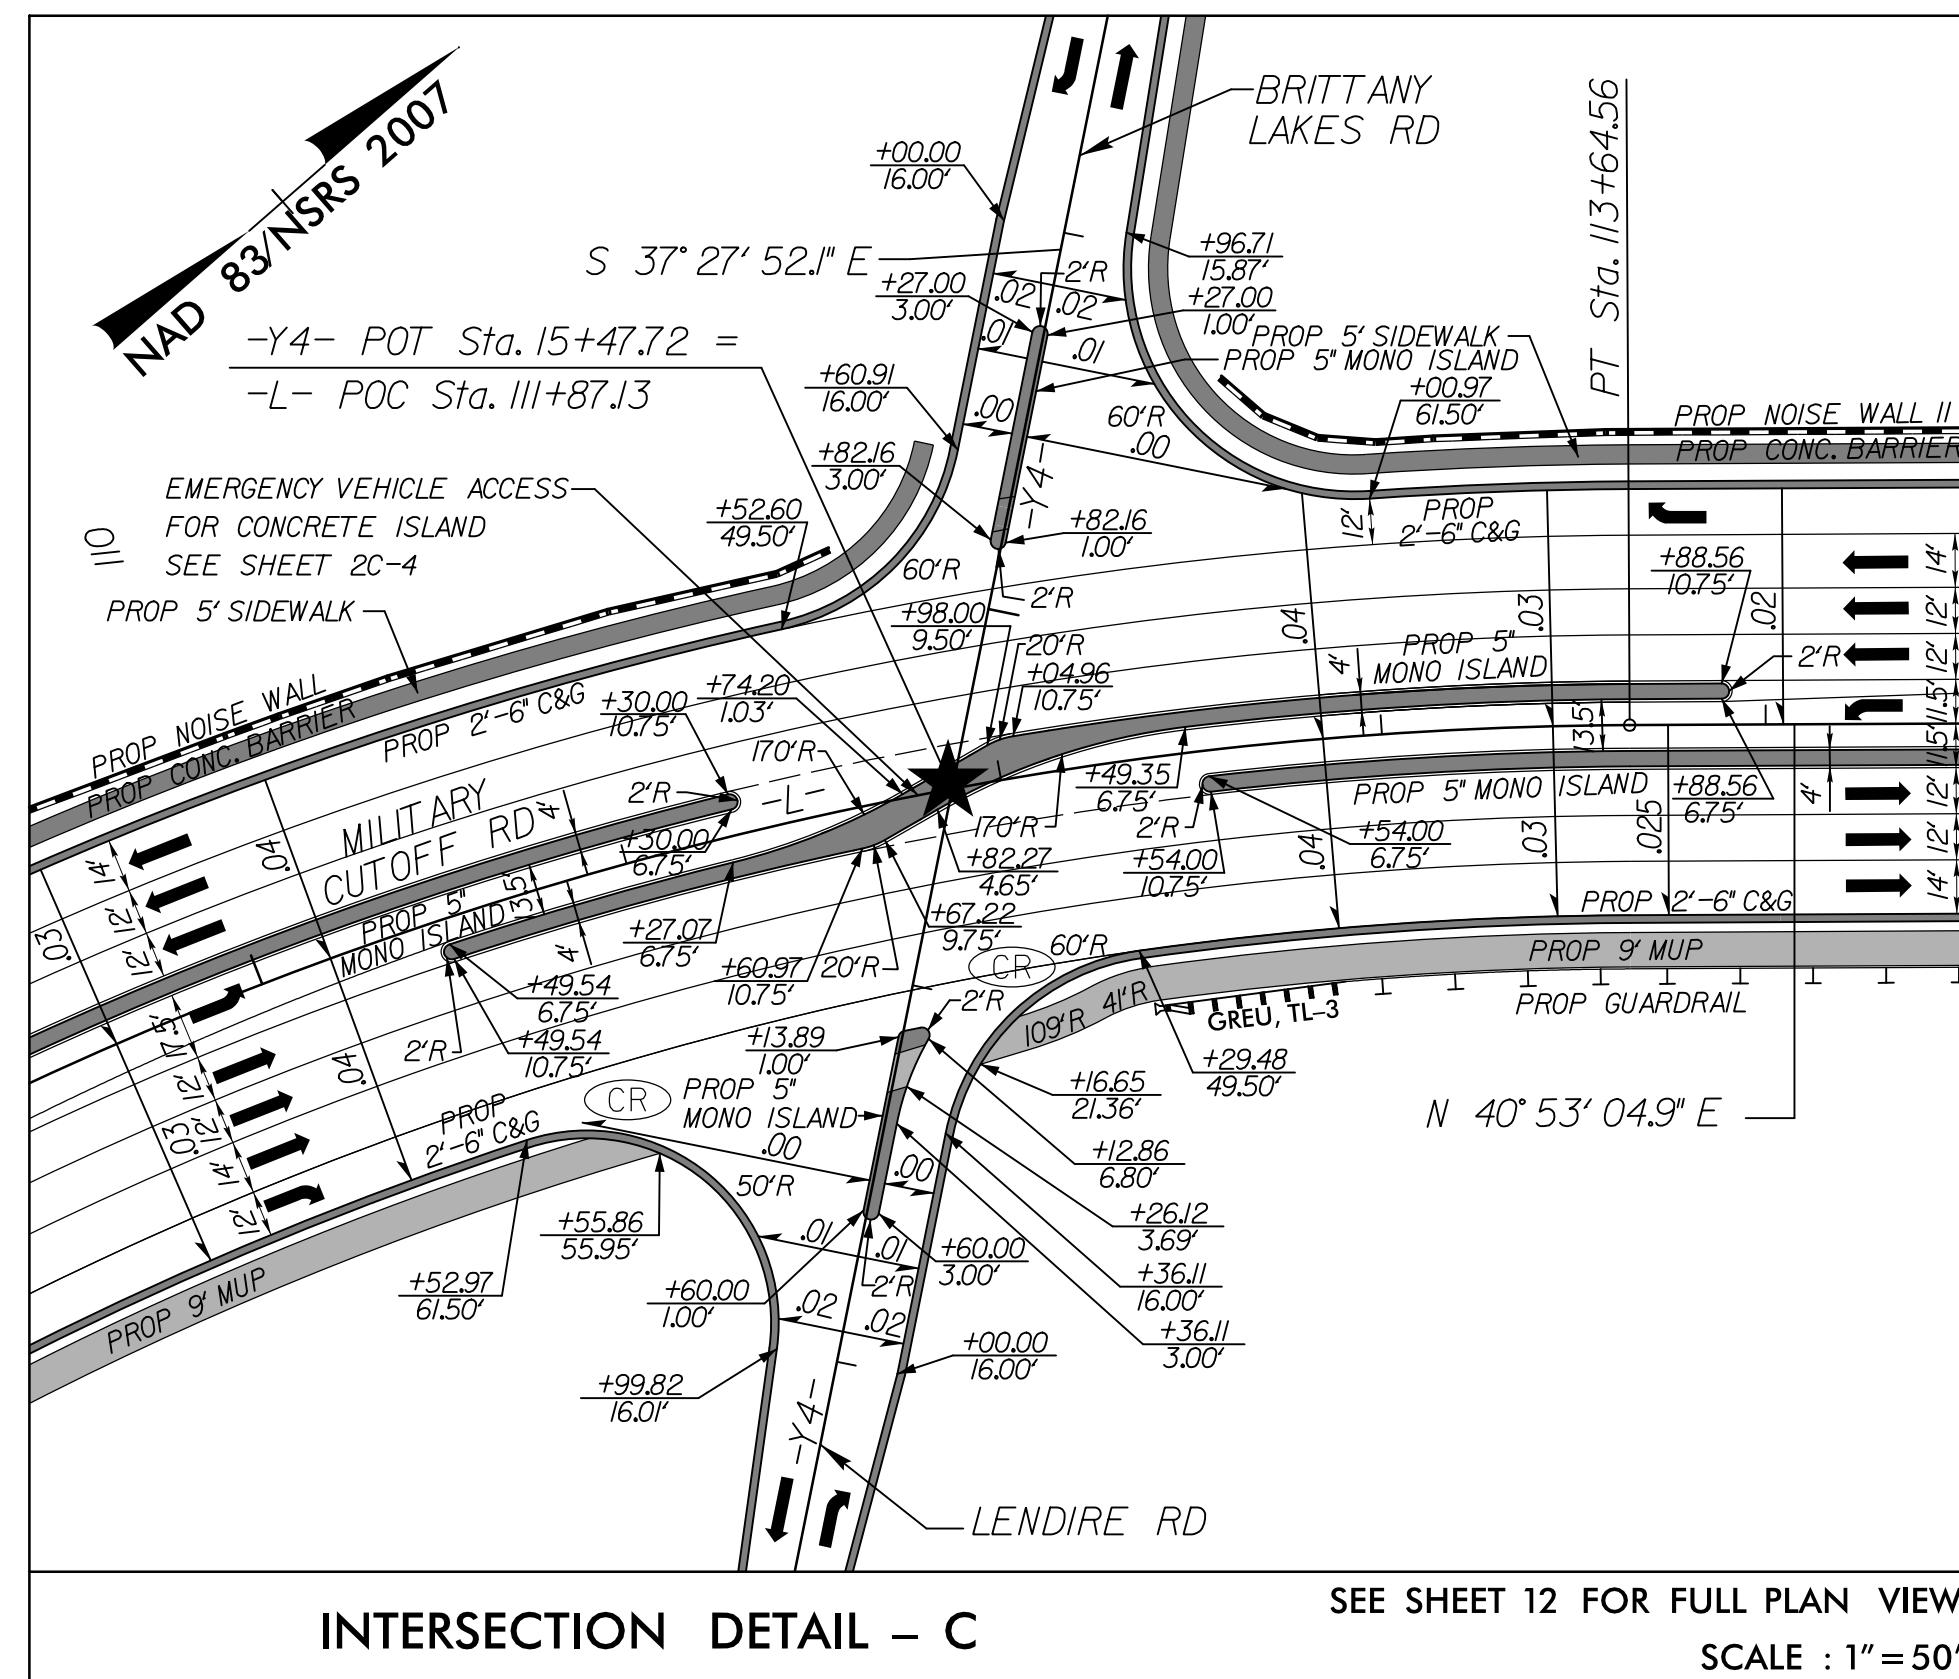 NAD 83/NSRS 2007
BRITTANY
LAKES RD
PT Sta. 113+64.56
+00.00
16.00'
S 37° 27' 52.1" E
+27.00
3.00'
2'R
+96.71
15.87'
+27.00
1.00'
.02
.02
.01
.01
-Y4- POT Sta. 15+47.72 =
-L- POC Sta. 111+87.13
PROP 5' SIDEWALK
PROP 5" MONO ISLAND
+60.91
16.00'
.00
60'R
.00
+00.97
61.50'
PROP NOISE WALL 11
PROP CONC. BARRIER
+82.16
3.00'
-Y4-
+82.16
1.00'
EMERGENCY VEHICLE ACCESS
FOR CONCRETE ISLAND
SEE SHEET 2C-4
110
PROP 5' SIDEWALK
+52.60
49.50'
60'R
2'R
12'
PROP
2'-6" C&G
+88.56
10.75'
14'
12'
12'
11.5'
11.5'
12'
12'
14'
+98.00
9.50'
20'R
+04.96
10.75'
.04
.03
.02
PROP 5"
MONO ISLAND
4'
2'R
PROP NOISE WALL
PROP CONC. BARRIER
PROP 2'-6" C&G
+30.00
10.75'
+74.20
1.03'
170'R
13.5'
MILITARY
CUTOFF RD
4'
2'R
-L-
+30.00
6.75'
170'R
+49.35
6.75'
2'R
PROP 5" MONO ISLAND
+88.56
6.75'
4'
+54.00
6.75'
+54.00
10.75'
.04
.03
.025
+82.27
4.65'
+67.22
9.75'
PROP 2'-6" C&G
14'
12'
12'
.04
.03
PROP 5"
MONO ISLAND
13.5'
4'
+27.07
6.75'
+60.97
10.75'
20'R
CR
60'R
PROP 9' MUP
PROP GUARDRAIL
+49.54
6.75'
2'R
+49.54
10.75'
17.5'
12'
12'
14'
12'
.03
.04
2'R
+13.89
1.00'
109'R
41'R
GREU, TL-3
+29.48
49.50'
+16.65
21.36'
N 40° 53' 04.9" E
CR
PROP 5"
MONO ISLAND
PROP
2'-6" C&G
.00
.00
50'R
+12.86
6.80'
+26.12
3.69'
+55.86
55.95'
.01
.01
+60.00
3.00'
+36.11
16.00'
+52.97
61.50'
+60.00
1.00'
2'R
.02
.02
+36.11
3.00'
PROP 9' MUP
+00.00
16.00'
+99.82
16.01'
-Y4-
LENDIRE RD
INTERSECTION DETAIL – C
SEE SHEET 12 FOR FULL PLAN VIEW
SCALE : 1" = 50'